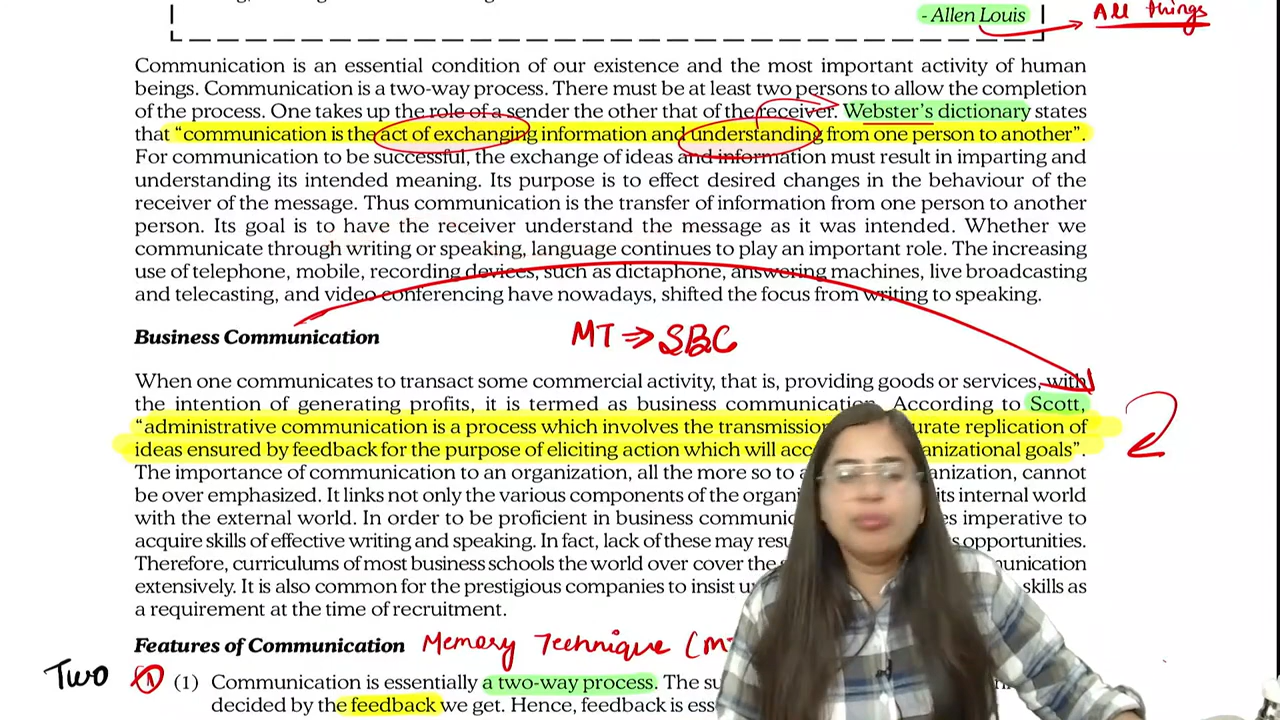 - Allen Louis All things
Communication is an essential condition of our existence and the most important activity of human
beings. Communication is a two-way process. There must be at least two persons to allow the completion
of the process. One takes up the role of a sender the other that of the receiver. Webster's dictionary states
that "communication is the act of exchanging information and understanding from one person to another".
For communication to be successful, the exchange of ideas and information must result in imparting and
understanding its intended meaning. Its purpose is to effect desired changes in the behaviour of the
receiver of the message. Thus communication is the transfer of information from one person to another
person. Its goal is to have the receiver understand the message as it was intended. Whether we
communicate through writing or speaking, language continues to play an important role. The increasing
use of telephone, mobile, recording devices, such as dictaphone, answering machines, live broadcasting
and telecasting, and video conferencing have nowadays, shifted the focus from writing to speaking.
Business Communication MT ⇒ SBC
When one communicates to transact some commercial activity, that is, providing goods or services, with
the intention of generating profits, it is termed as business communication. According to Scott,
"administrative communication is a process which involves the transmission replication of
ideas ensured by feedback for the purpose of eliciting action which will goals".
The importance of communication to an organization, all the more so to a cannot
be over emphasized. It links not only the various components of the its internal world
with the external world. In order to be proficient in business imperative to
acquire skills of effective writing and speaking. In fact, lack of these may opportunities.
Therefore, curriculums of most business schools the world over cover the
extensively. It is also common for the prestigious companies to insist skills as
a requirement at the time of recruitment.
Features of Communication Memory Technique
Two (1) Communication is essentially a two-way process. The
decided by the feedback we get. Hence, feedback is